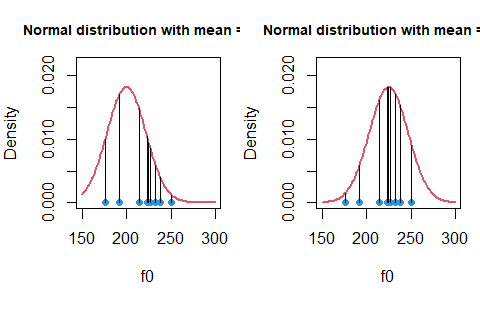 Normal distribution with mean =
Density
0.000 0.010 0.020
150 200 250 300
f0
Normal distribution with mean =
Density
0.000 0.010 0.020
150 200 250 300
f0